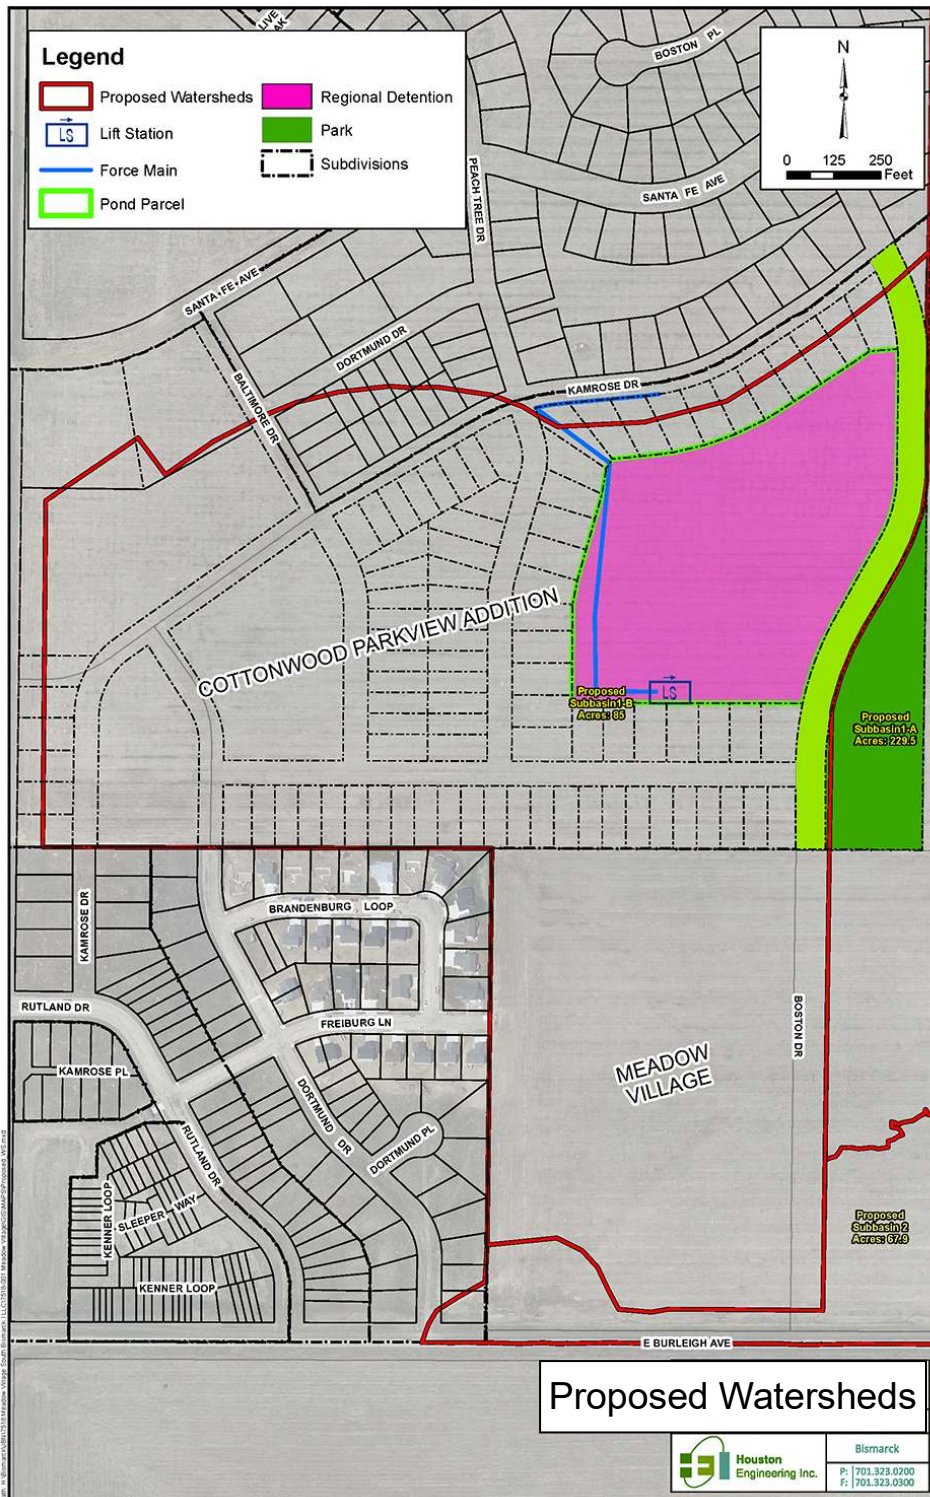 LIVE
OAK
BOSTON PL
Legend
Proposed Watersheds
Regional Detention
LS
Lift Station
Park
Force Main
Subdivisions
Pond Parcel
N
0 125 250
Feet
PEACH TREE DR
SANTA FE AVE
SANTA FE AVE
DORTMUND DR
BALTIMORE DR
KAMROSE DR
COTTONWOOD PARKVIEW ADDITION
LS
Proposed
Subbasin1-B
Acres: 85
Proposed
Subbasin1-A
Acres: 229.5
KAMROSE DR
BRANDENBURG LOOP
RUTLAND DR
FREIBURG LN
BOSTON DR
KAMROSE PL
MEADOW
VILLAGE
DORTMUND DR
DORTMUND PL
RUTLAND DR
KENNER LOOP
SLEEPER WAY
Proposed
Subbasin 2
Acres: 67.9
KENNER LOOP
E BURLEIGH AVE
Proposed Watersheds
Houston
Engineering Inc.
Bismarck
P: 701.323.0200
F: 701.323.0300